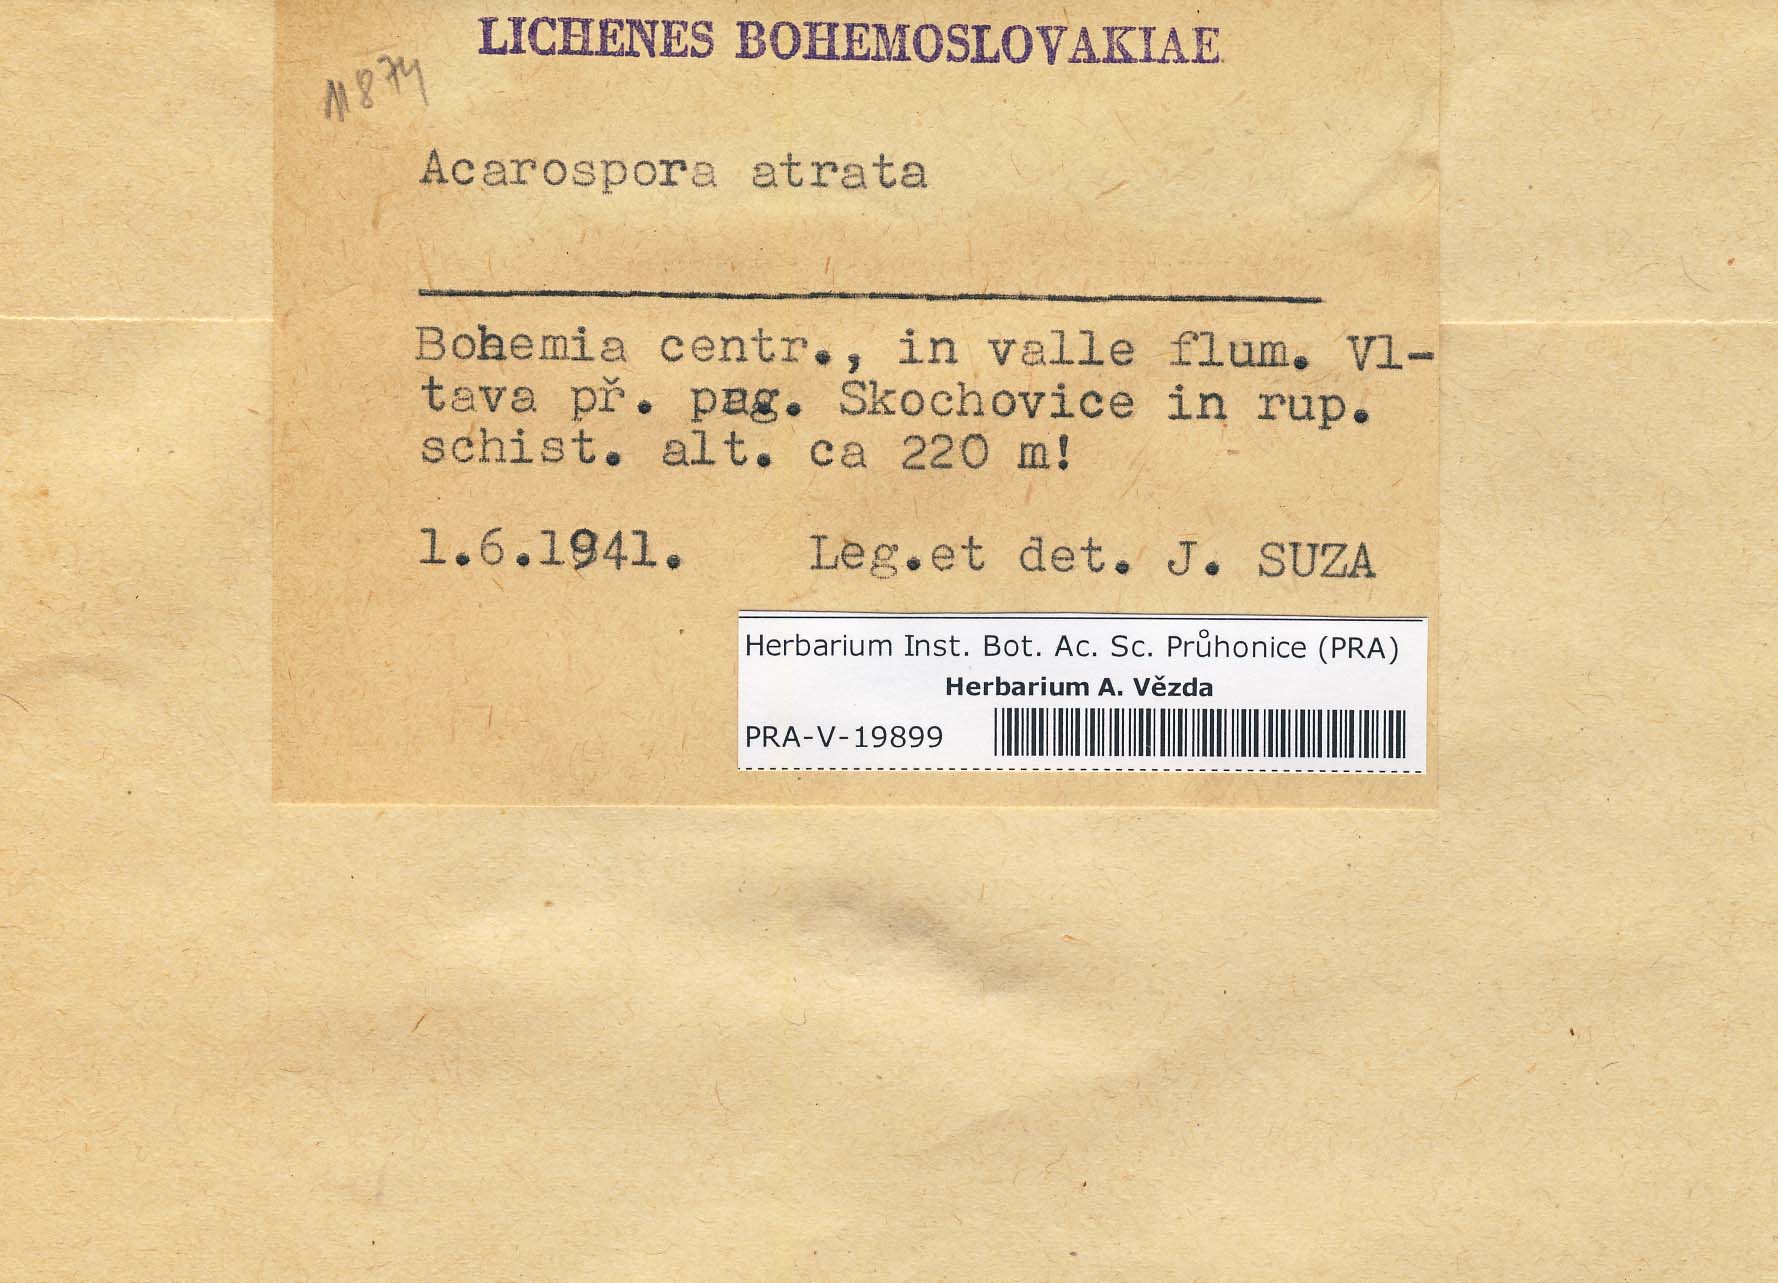 LICHENES BOHEMOSLOVAKIAE
11874
Acarospora atrata
Bohemia centr., in valle flum. Vl-
tava př. pag. Skochovice in rup.
schist. alt. ca 220 m!
1.6.1941. Leg.et det. J. SUZA
Herbarium Inst. Bot. Ac. Sc. Průhonice (PRA)
Herbarium A. Vězda
PRA-V-19899